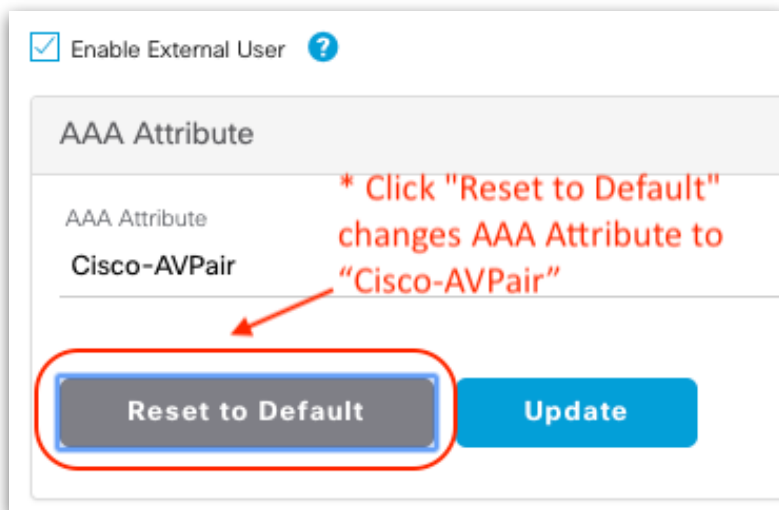 Enable External User ?
AAA Attribute
* Click "Reset to Default"
changes AAA Attribute to
“Cisco-AVPair”
AAA Attribute
Cisco-AVPair
Reset to Default
Update